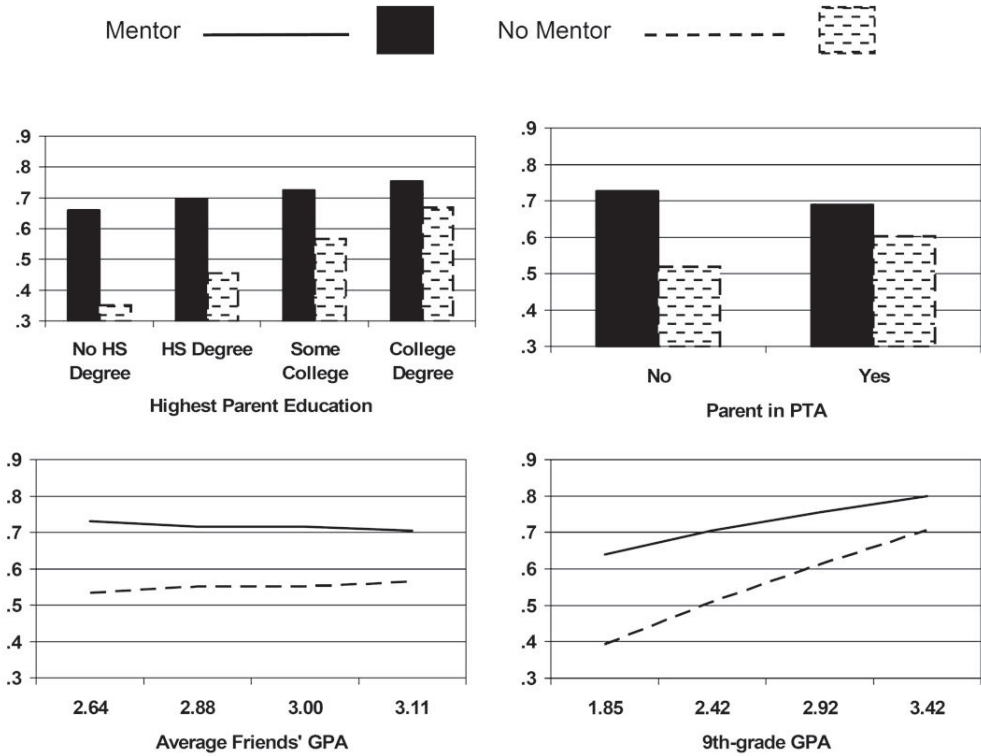 Mentor No Mentor
.9
.8
.7
.6
.5
.4
.3
No HS HS Degree Some College
Degree College Degree
Highest Parent Education
.9
.8
.7
.6
.5
.4
.3
No Yes
Parent in PTA
.9
.8
.7
.6
.5
.4
.3
2.64 2.88 3.00 3.11
Average Friends' GPA
.9
.8
.7
.6
.5
.4
.3
1.85 2.42 2.92 3.42
9th-grade GPA